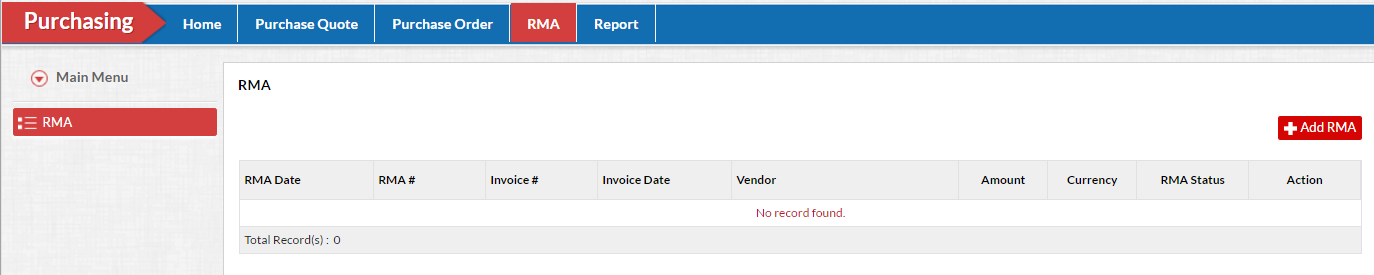 Purchasing Home Purchase Quote Purchase Order RMA Report
Main Menu
RMA
RMA
Add RMA
RMA Date RMA # Invoice # Invoice Date Vendor Amount Currency RMA Status Action
No record found.
Total Record(s) : 0